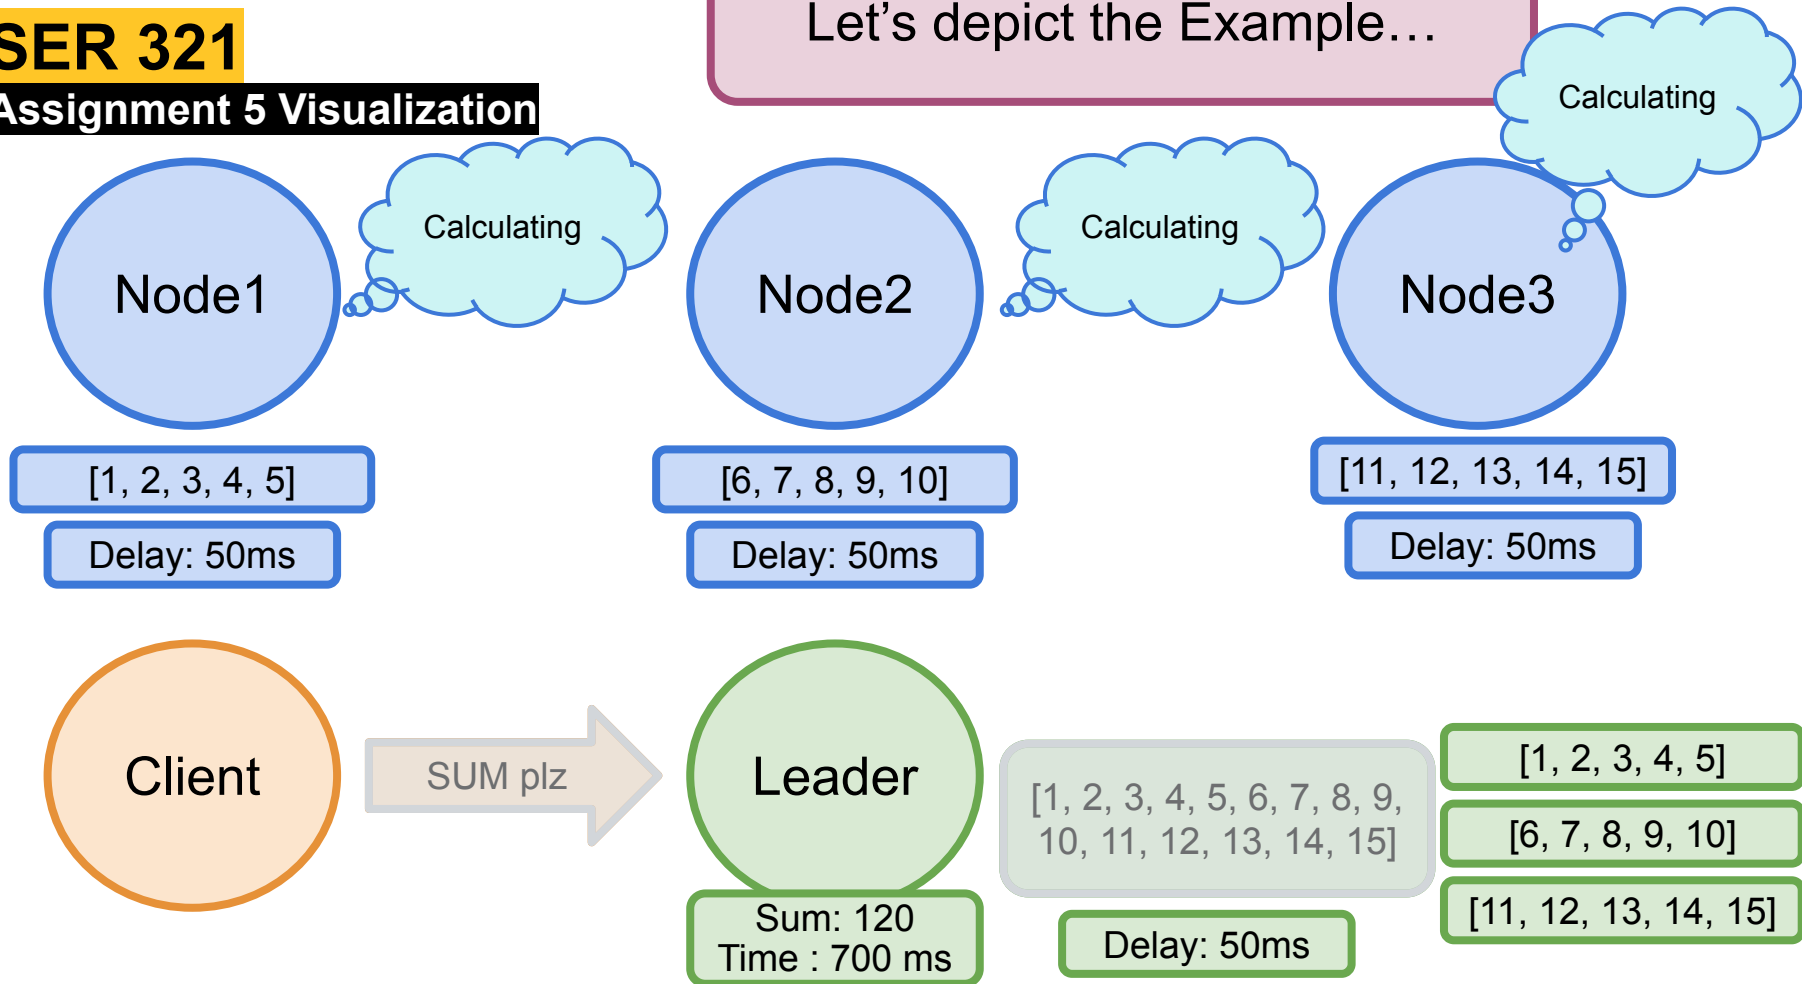 SER 321
Assignment 5 Visualization
Let's depict the Example…
Calculating
Calculating
Calculating
Node1
Node2
Node3
[1, 2, 3, 4, 5]
[6, 7, 8, 9, 10]
[11, 12, 13, 14, 15]
Delay: 50ms
Delay: 50ms
Delay: 50ms
Client
SUM plz
Leader
[1, 2, 3, 4, 5, 6, 7, 8, 9,
10, 11, 12, 13, 14, 15]
[1, 2, 3, 4, 5]
[6, 7, 8, 9, 10]
[11, 12, 13, 14, 15]
Sum: 120
Time : 700 ms
Delay: 50ms